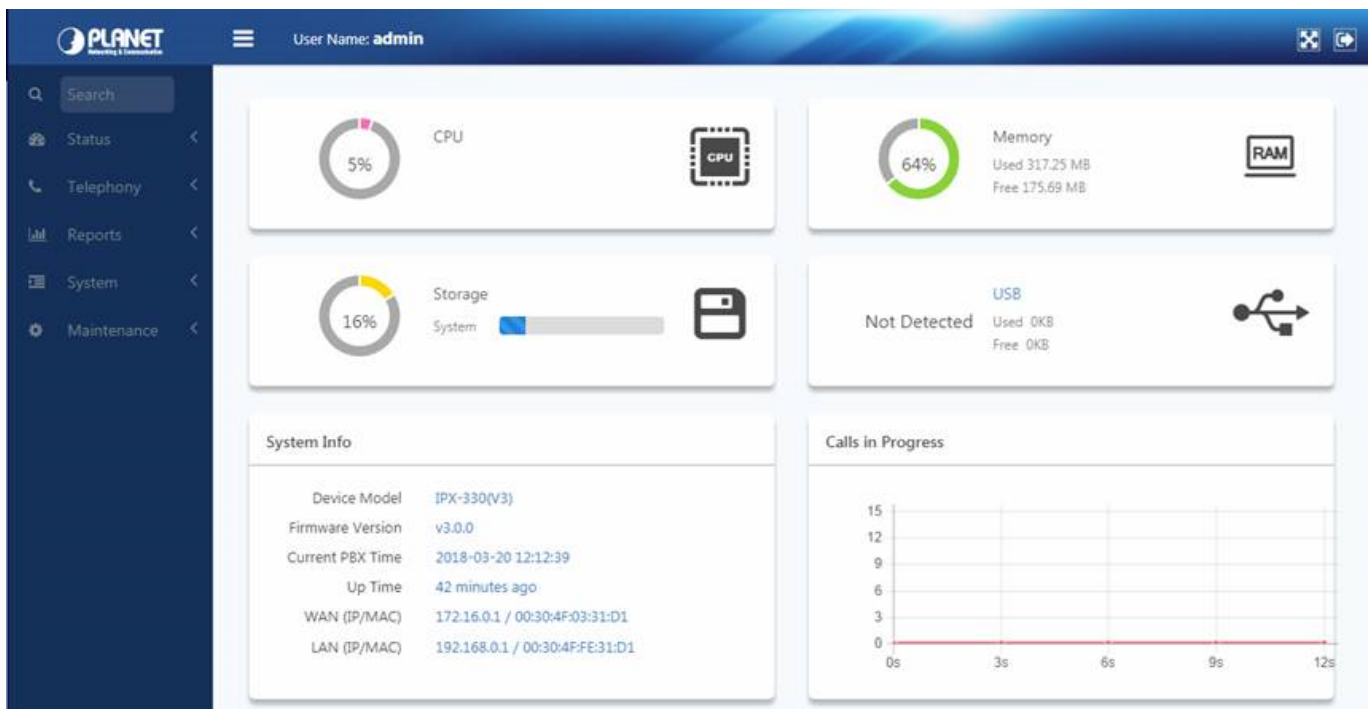 PLANET
Networking & Communication
User Name: admin
Search
Status
Telephony
Reports
System
Maintenance
5%
CPU
CPU
64%
Memory
Used 317.25 MB
Free 175.69 MB
RAM
16%
Storage
System
Not Detected
USB
Used 0KB
Free 0KB
System Info
Device Model IPX-330(V3)
Firmware Version v3.0.0
Current PBX Time 2018-03-20 12:12:39
Up Time 42 minutes ago
WAN (IP/MAC) 172.16.0.1 / 00:30:4F:03:31:D1
LAN (IP/MAC) 192.168.0.1 / 00:30:4F:FE:31:D1
Calls in Progress
15
12
9
6
3
0
0s 3s 6s 9s 12s